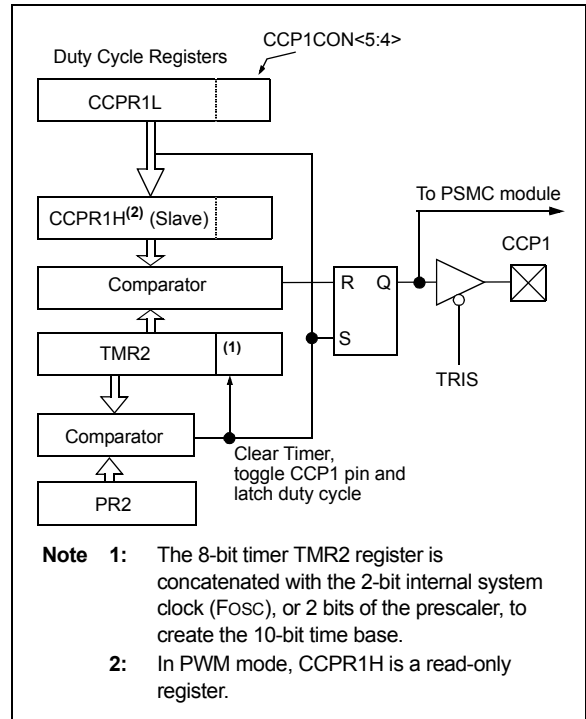 CCP1CON<5:4>
Duty Cycle Registers
CCPR1L
To PSMC module
CCPR1H(2) (Slave)
CCP1
Comparator
R Q
S
TMR2
(1)
TRIS
Comparator
Clear Timer,
toggle CCP1 pin and
latch duty cycle
PR2
Note 1: The 8-bit timer TMR2 register is
concatenated with the 2-bit internal system
clock (FOSC), or 2 bits of the prescaler, to
create the 10-bit time base.
2: In PWM mode, CCPR1H is a read-only
register.